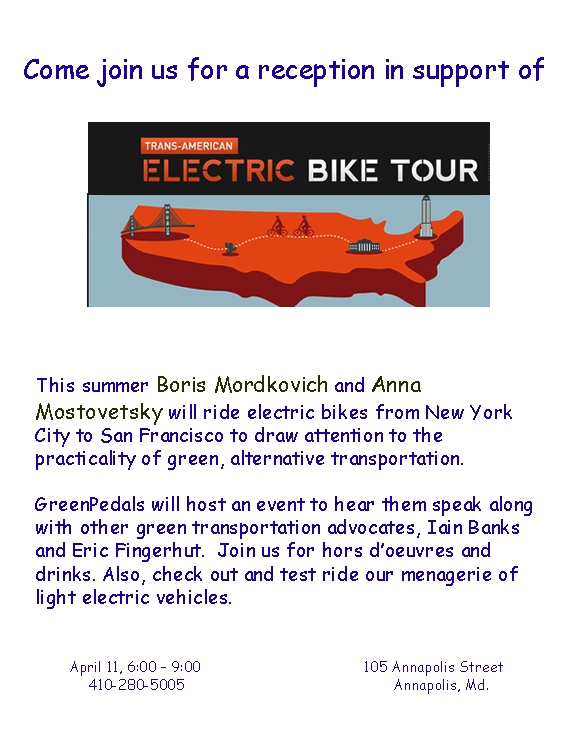 Come join us for a reception in support of
TRANS-AMERICAN
ELECTRIC BIKE TOUR
This summer Boris Mordkovich and Anna
Mostovetsky will ride electric bikes from New York
City to San Francisco to draw attention to the
practicality of green, alternative transportation.
GreenPedals will host an event to hear them speak along
with other green transportation advocates, Iain Banks
and Eric Fingerhut.  Join us for hors d’oeuvres and
drinks. Also, check out and test ride our menagerie of
light electric vehicles.
April 11, 6:00 – 9:00
410-280-5005
105 Annapolis Street
Annapolis, Md.